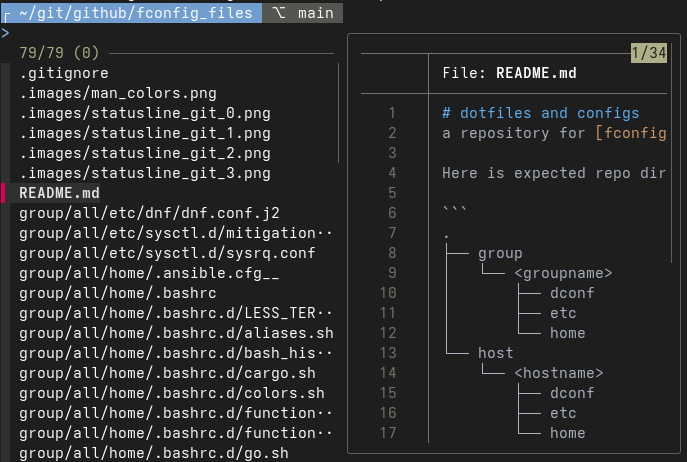 ~/git/github/fconfig_files ⌥ main
>
79/79 (0)
.gitignore
.images/man_colors.png
.images/statusline_git_0.png
.images/statusline_git_1.png
.images/statusline_git_2.png
.images/statusline_git_3.png
README.md
group/all/etc/dnf/dnf.conf.j2
group/all/etc/sysctl.d/mitigation··
group/all/etc/sysctl.d/sysrq.conf
group/all/home/.ansible.cfg__
group/all/home/.bashrc
group/all/home/.bashrc.d/LESS_TER··
group/all/home/.bashrc.d/aliases.sh
group/all/home/.bashrc.d/bash_his··
group/all/home/.bashrc.d/cargo.sh
group/all/home/.bashrc.d/colors.sh
group/all/home/.bashrc.d/function··
group/all/home/.bashrc.d/function··
group/all/home/.bashrc.d/go.sh
1/34
File: README.md
1 # dotfiles and configs
2 a repository for [fconfig
3
4 Here is expected repo dir
5
6 ```
7 .
8 ├── group
9 │   └── <groupname>
10 │       ├── dconf
11 │       ├── etc
12 │       └── home
13 └── host
14     └── <hostname>
15         ├── dconf
16         ├── etc
17         └── home